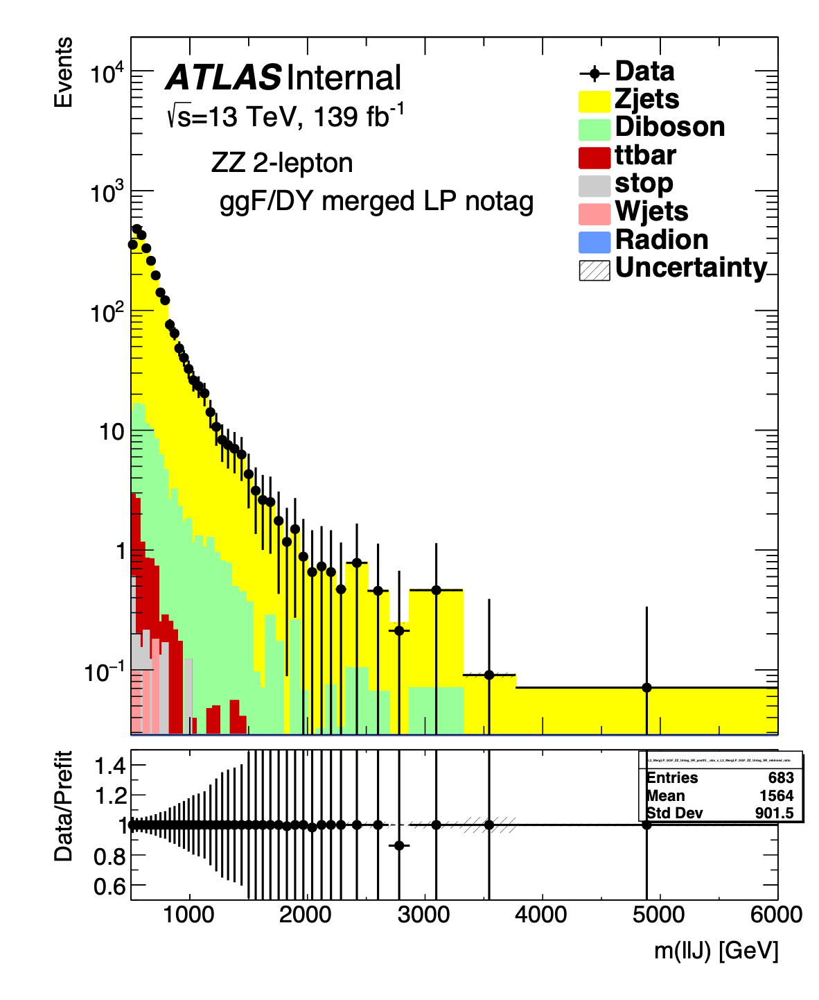 Events
10^4
10^3
10^2
10
1
10^−1
ATLAS Internal
√s=13 TeV, 139 fb^-1
ZZ 2-lepton
ggF/DY merged LP notag
Data
Zjets
Diboson
ttbar
stop
Wjets
Radion
Uncertainty
Data/Prefit
1.4
1.2
1
0.8
0.6
Entries 683
Mean 1564
Std Dev 901.5
1000 2000 3000 4000 5000 6000
m(llJ) [GeV]